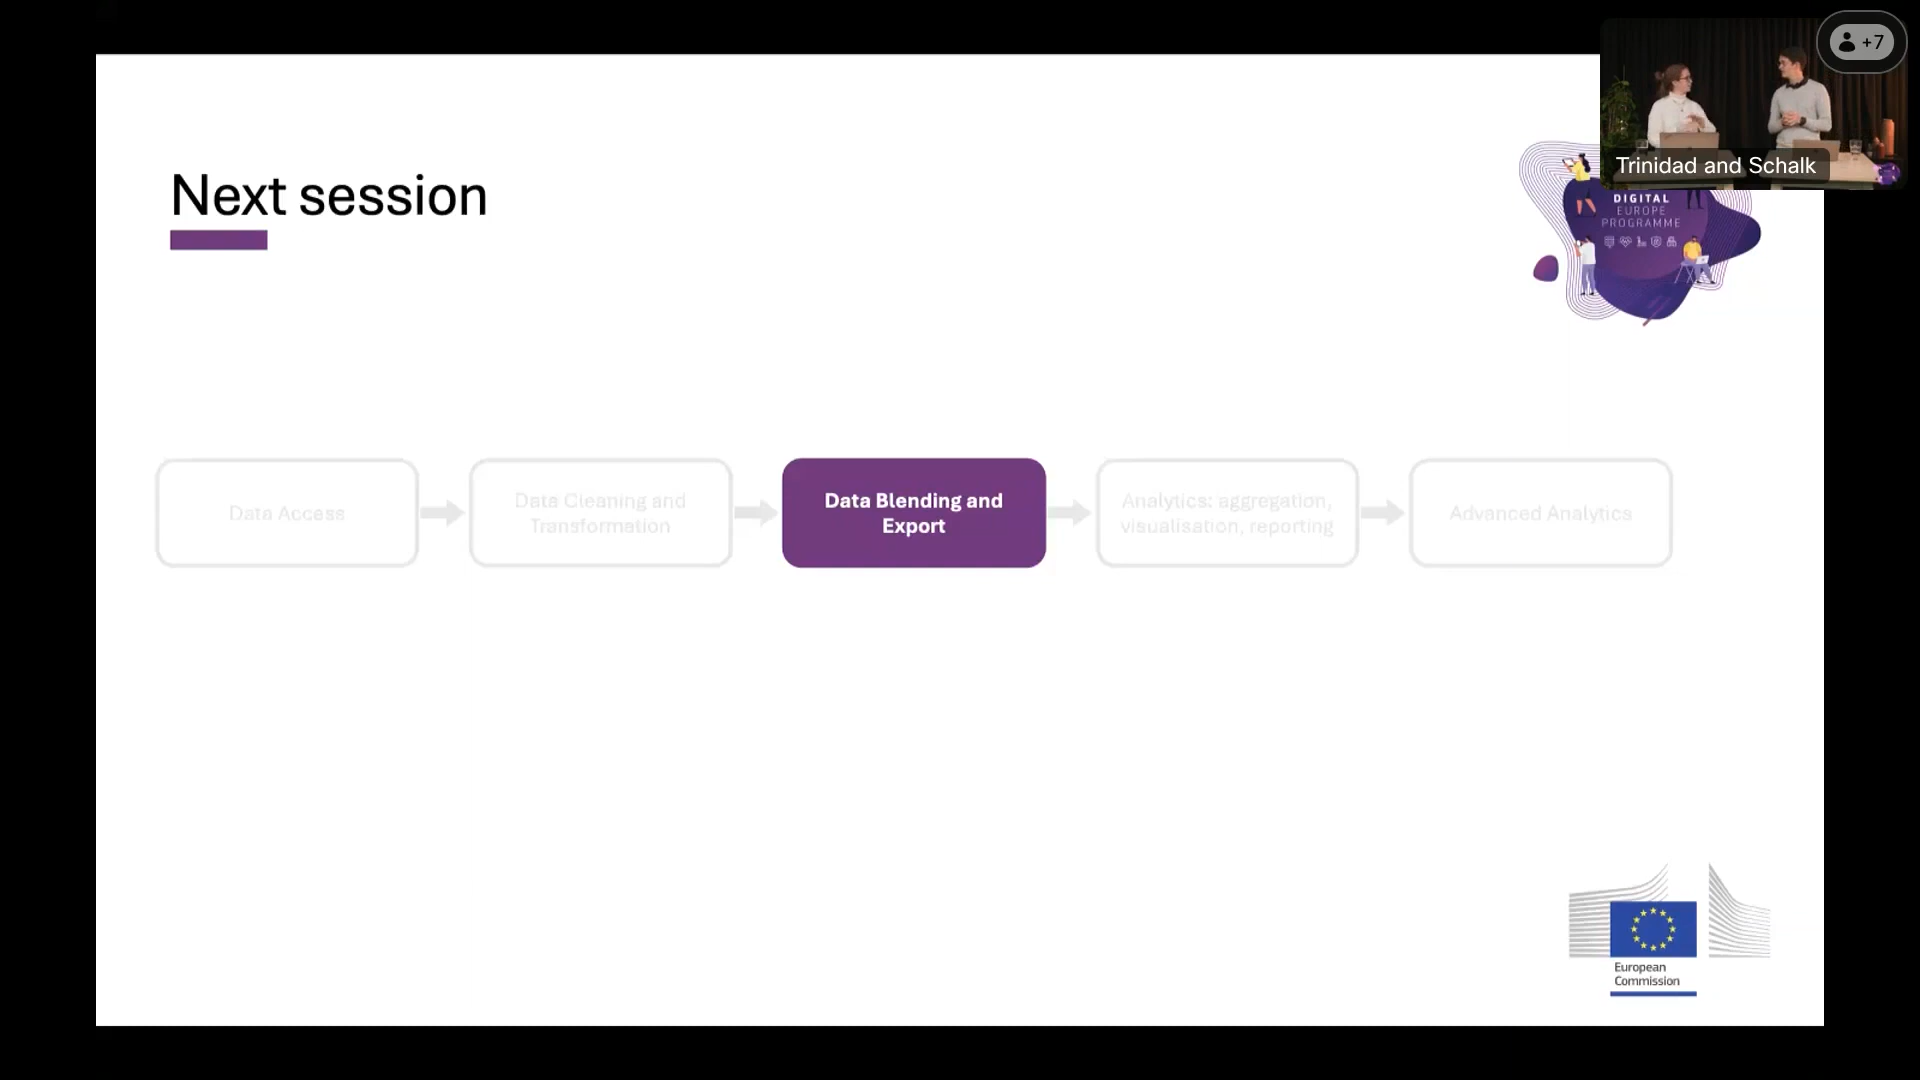 +7
Trinidad and Schalk
DIGITAL
EUROPE
PROGRAMME
Next session
Data Access
Data Cleaning and
Transformation
Data Blending and
Export
Analytics: aggregation,
visualisation, reporting
Advanced Analytics
European
Commission